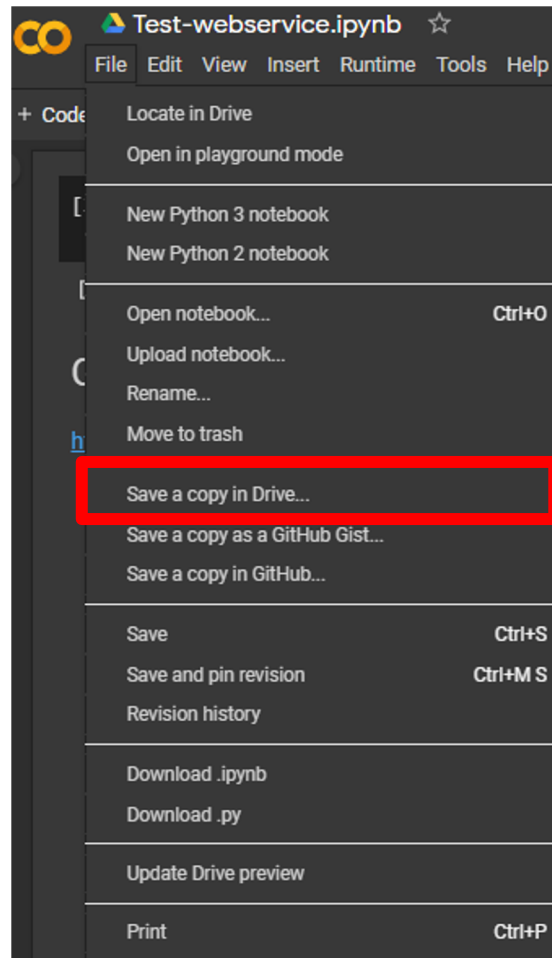 Test-webservice.ipynb
File Edit View Insert Runtime Tools Help
+ Code
Locate in Drive
Open in playground mode
[
New Python 3 notebook
New Python 2 notebook
Open notebook... Ctrl+O
Upload notebook...
Rename...
Move to trash
h
Save a copy in Drive...
Save a copy as a GitHub Gist...
Save a copy in GitHub...
Save Ctrl+S
Save and pin revision Ctrl+M S
Revision history
Download .ipynb
Download .py
Update Drive preview
Print Ctrl+P